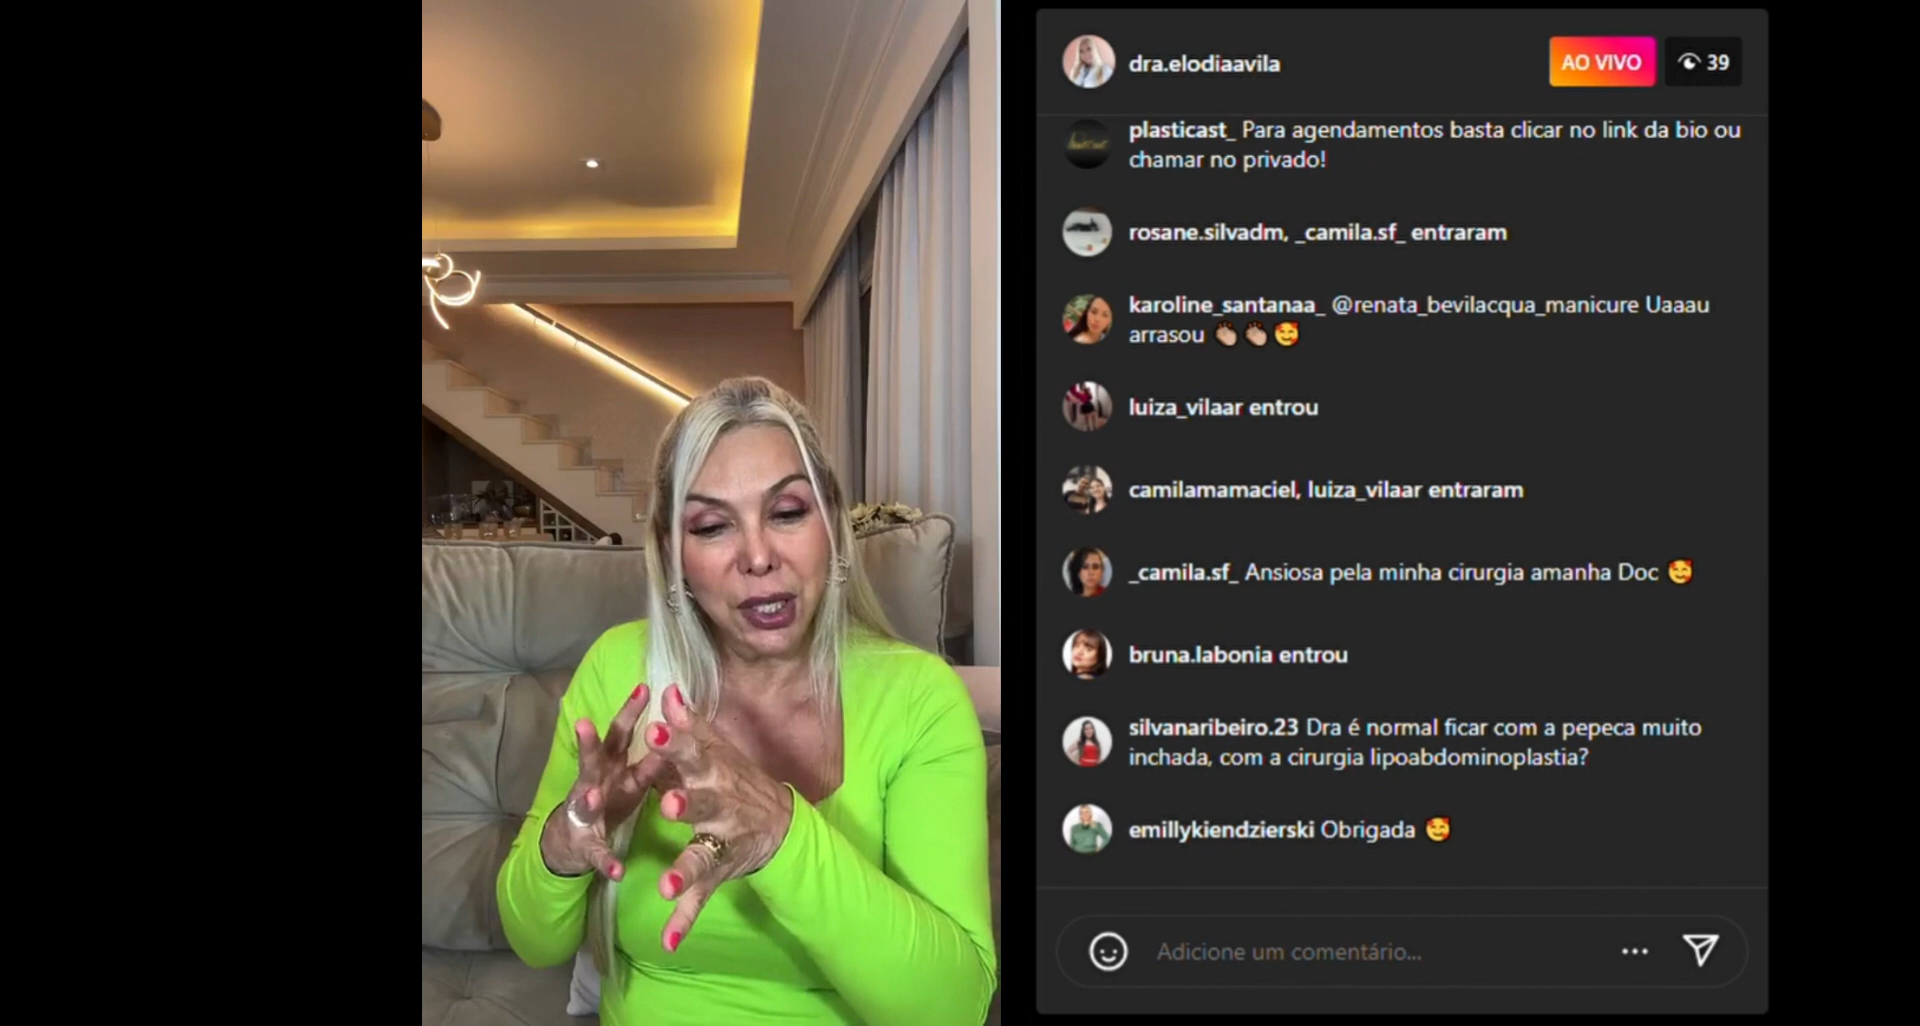 dra.elodiaavila
AO VIVO
39
plasticast_ Para agendamentos basta clicar no link da bio ou
chamar no privado!
rosane.silvadm, _camila.sf_ entraram
karoline_santanaa_ @renata_bevilacqua_manicure Uaaau
arrasou 👏🏼👏🏼🥰
luiza_vilaar entrou
camilamamaciel, luiza_vilaar entraram
_camila.sf_ Ansiosa pela minha cirurgia amanha Doc 🥰
bruna.labonia entrou
silvanaribeiro.23 Dra é normal ficar com a pepeca muito
inchada, com a cirurgia lipoabdominoplastia?
emillykiendzierski Obrigada 🥰
Adicione um comentário...